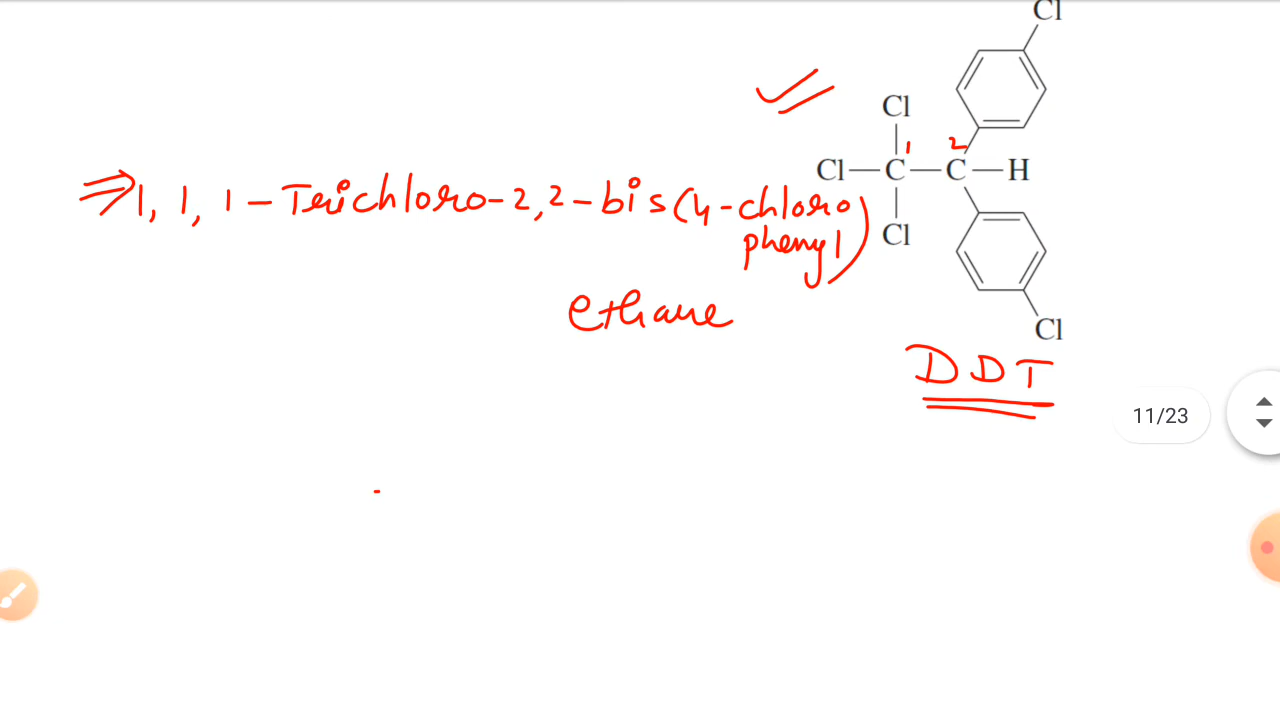 Cl
Cl 1 2
Cl—C—C—H
⇒1, 1, 1 - Trichloro-2,2-bis(4-chloro
phenyl)
Cl
ethane
Cl
DDT
11/23